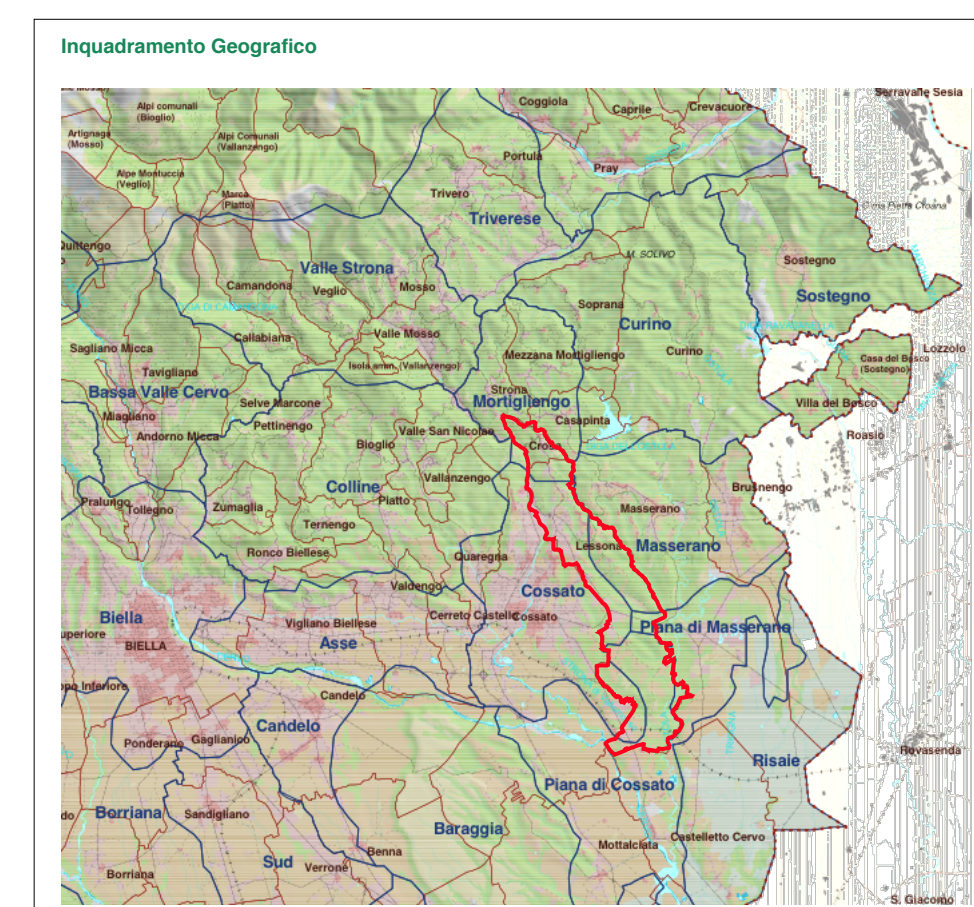 Inquadramento Geografico
Serravalle Sesia
Coggiola
Caprile
Crevacuore
Alpi comunali
(Bioglio)
Artignaga
(Mosso)
Alpi Comunali
(Vallanzengo)
Portula
Pray
Alpe Montuccia
(Veglio)
Marca
(Piatto)
Trivero
Triverese
Cima Pietra Croana
Quittengo
M. SOLIVO
Sostegno
Valle Strona
Camandona
Veglio
Mosso
Sostegno
Soprana
Curino
Callabiana
Valle Mosso
Sagliano Micca
Mezzana Mortigliengo
Curino
Lozzolo
Isola amm. (Vallanzengo)
Casa del Bosco
(Sostegno)
Tavigliano
Bassa Valle Cervo
Strona
Mortigliengo
Selve Marcone
Villa del Bosco
Miagliano
Pettinengo
Casapinta
Andorno Micca
Valle San Nicolao
Bioglio
Crosa
Roasio
Vallanzengo
Colline
Brusnengo
Pralungo
Tollegno
Zumaglia
Piatto
Masserano
Ternengo
Lessona
Masserano
Ronco Biellese
Quaregna
Valdengo
Cossato
Biella
Vigliano Biellese
Cerreto Castello
Cossato
Piana di Masserano
Asse
BIELLA
Candelo
Candelo
Ponderano
Gaglianico
Rovasenda
Risaie
Piana di Cossato
Borriana
Sandigliano
Baraggia
Castelletto Cervo
Mottalciata
Benna
Sud
Verrone
Borriana
S. Giacomo